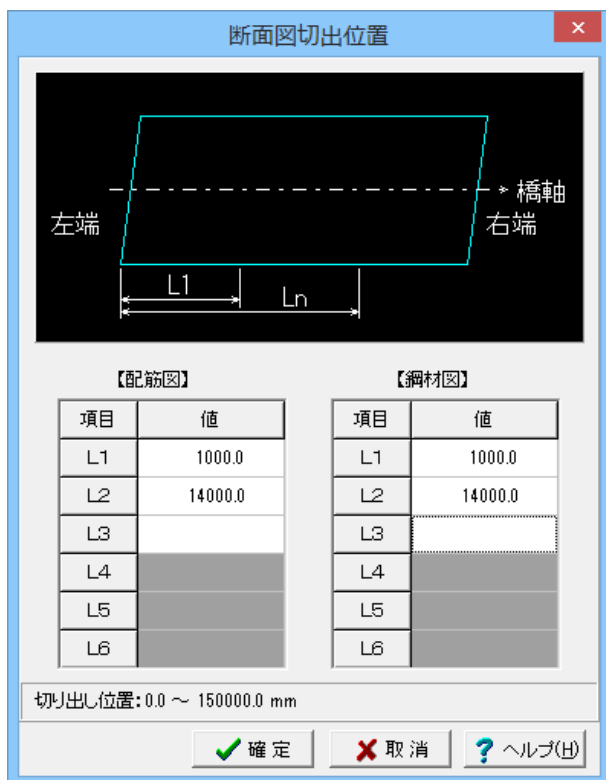 断面図切出位置
×
橋軸
左端
右端
L1
Ln
【配筋図】 【鋼材図】
項目 値 項目 値
L1 1000.0 L1 1000.0
L2 14000.0 L2 14000.0
L3 L3
L4 L4
L5 L5
L6 L6
切り出し位置:0.0 ～ 150000.0 mm
確定 取消 ? ヘルプ(H)